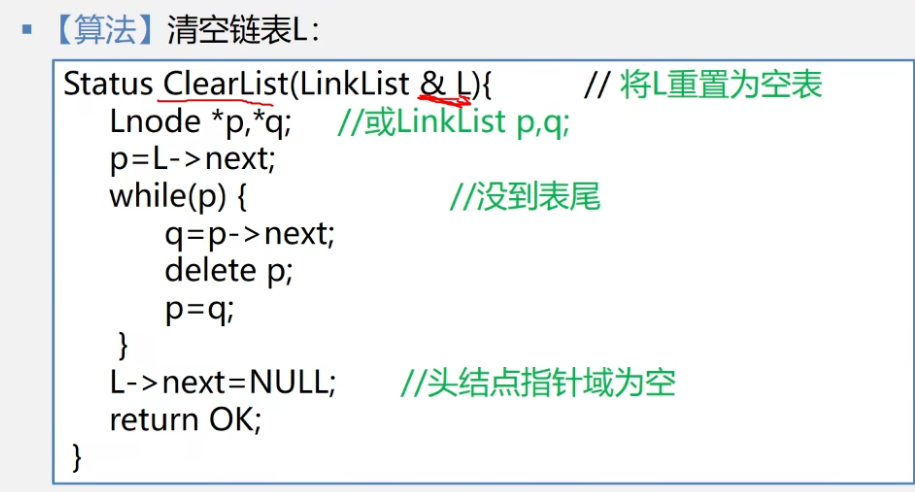 ▪ 【算法】清空链表L：
Status ClearList(LinkList & L){ // 将L重置为空表
Lnode *p,*q; //或LinkList p,q;
p=L->next;
while(p) { //没到表尾
q=p->next;
delete p;
p=q;
}
L->next=NULL; //头结点指针域为空
return OK;
}